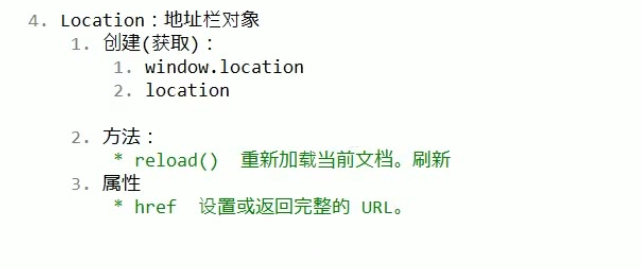 4. Location：地址栏对象
1. 创建(获取)：
1. window.location
2. location
2. 方法：
* reload() 重新加载当前文档。刷新
3. 属性
* href 设置或返回完整的 URL。